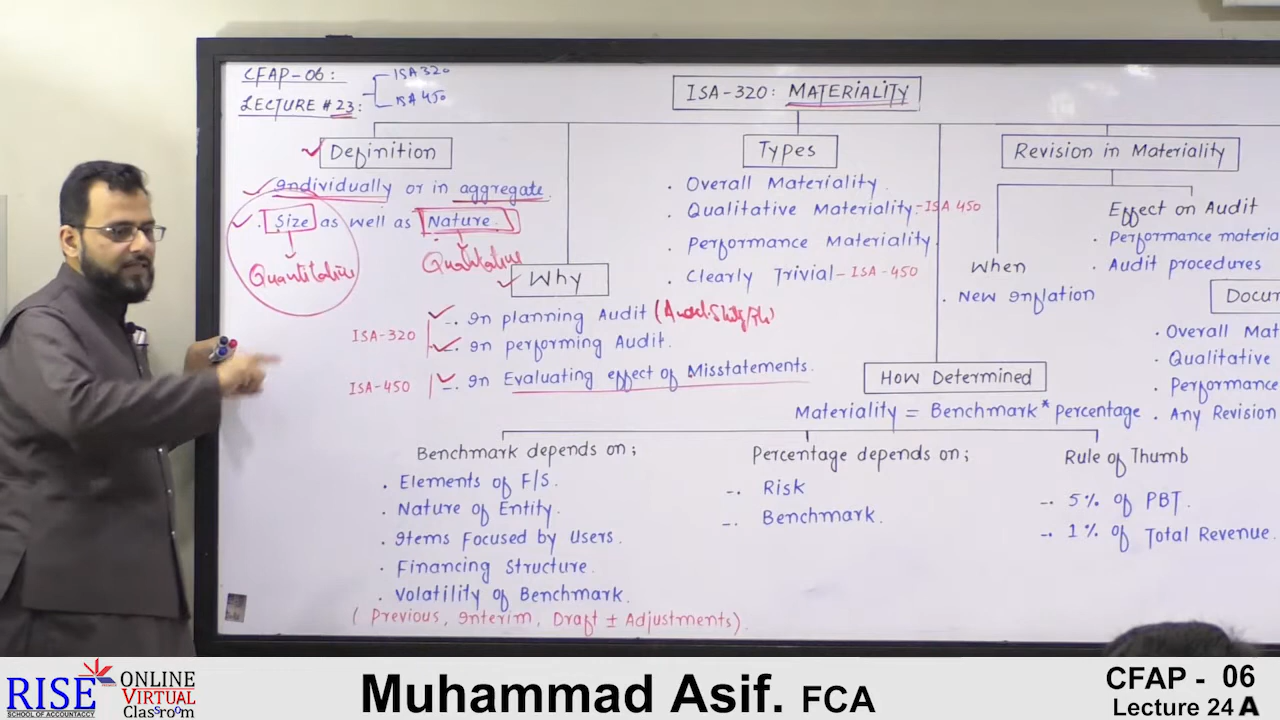 CFAP-06:
LECTURE # 23:
ISA 320
ISA 450
ISA-320: MATERIALITY
Definition
Individually or in aggregate
. Size as well as Nature.
Quantitative
Qualitative
Why
ISA-320
-. In planning Audit
-. In performing Audit.
ISA-450
-. In Evaluating effect of Misstatements.
Types
. Overall Materiality.
. Qualitative Materiality.-ISA 450
. Performance Materiality
. Clearly Trivial-ISA-450
Revision in Materiality
When
. New Inflation
Effect on Audit
. Performance materia
. Audit procedures
Docu
. Overall Mat
. Qualitative
. Performance
. Any Revision
How Determined
Materiality = Benchmark * percentage
Benchmark depends on;
. Elements of F/S.
. Nature of Entity.
. Items Focused by Users.
. Financing Structure.
. Volatility of Benchmark.
( Previous, Interim, Draft ± Adjustments).
Percentage depends on;
-. Risk
-. Benchmark.
Rule of Thumb
-. 5% of PBT.
-. 1% of Total Revenue.
RISE
SCHOOL OF ACCOUNTACY
ONLINE
VIRTUAL
Classroom
Muhammad Asif. FCA
CFAP - 06
Lecture 24 A